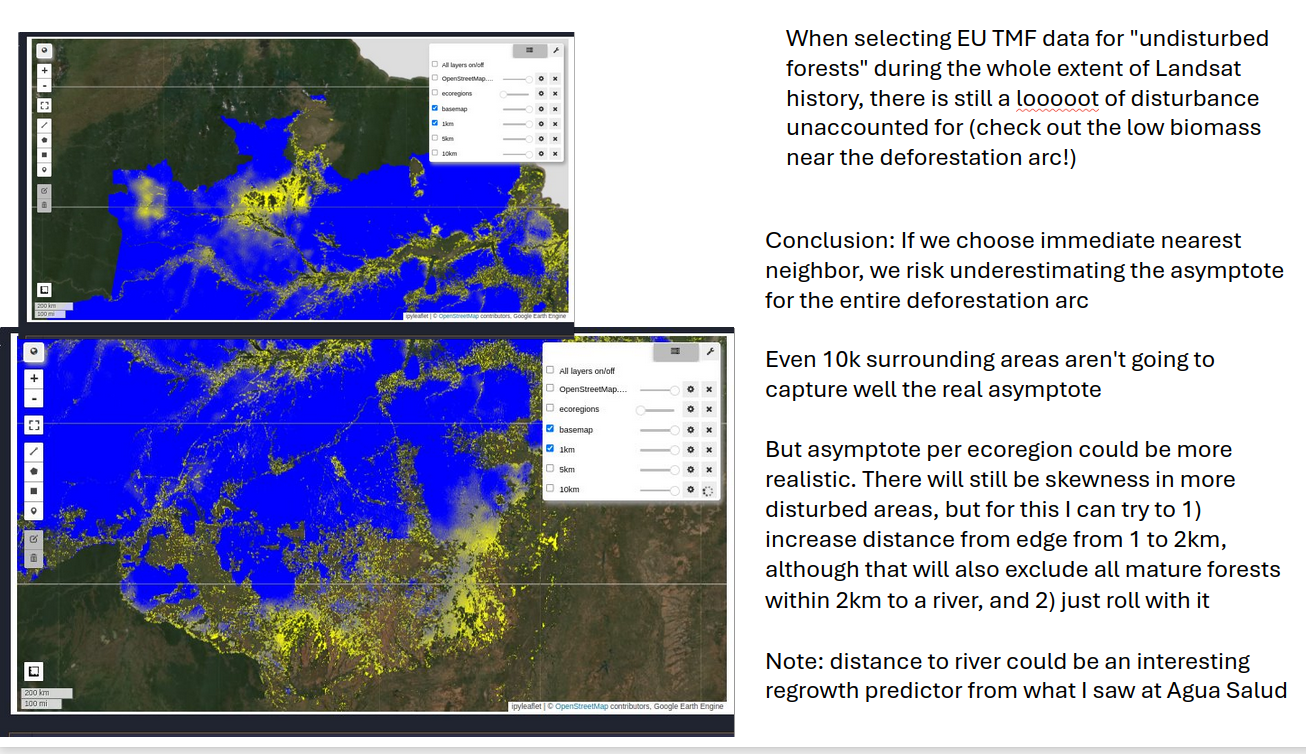 All layers on/off
OpenStreetMap....
ecoregions
basemap
1km
5km
10km
200 km
100 mi
ipyleaflet | © OpenStreetMap contributors, Google Earth Engine
All layers on/off
OpenStreetMap....
ecoregions
basemap
1km
5km
10km
200 km
100 mi
ipyleaflet | © OpenStreetMap contributors, Google Earth Engine
When selecting EU TMF data for "undisturbed
forests" during the whole extent of Landsat
history, there is still a looooot of disturbance
unaccounted for (check out the low biomass
near the deforestation arc!)
Conclusion: If we choose immediate nearest
neighbor, we risk underestimating the asymptote
for the entire deforestation arc
Even 10k surrounding areas aren't going to
capture well the real asymptote
But asymptote per ecoregion could be more
realistic. There will still be skewness in more
disturbed areas, but for this I can try to 1)
increase distance from edge from 1 to 2km,
although that will also exclude all mature forests
within 2km to a river, and 2) just roll with it
Note: distance to river could be an interesting
regrowth predictor from what I saw at Agua Salud